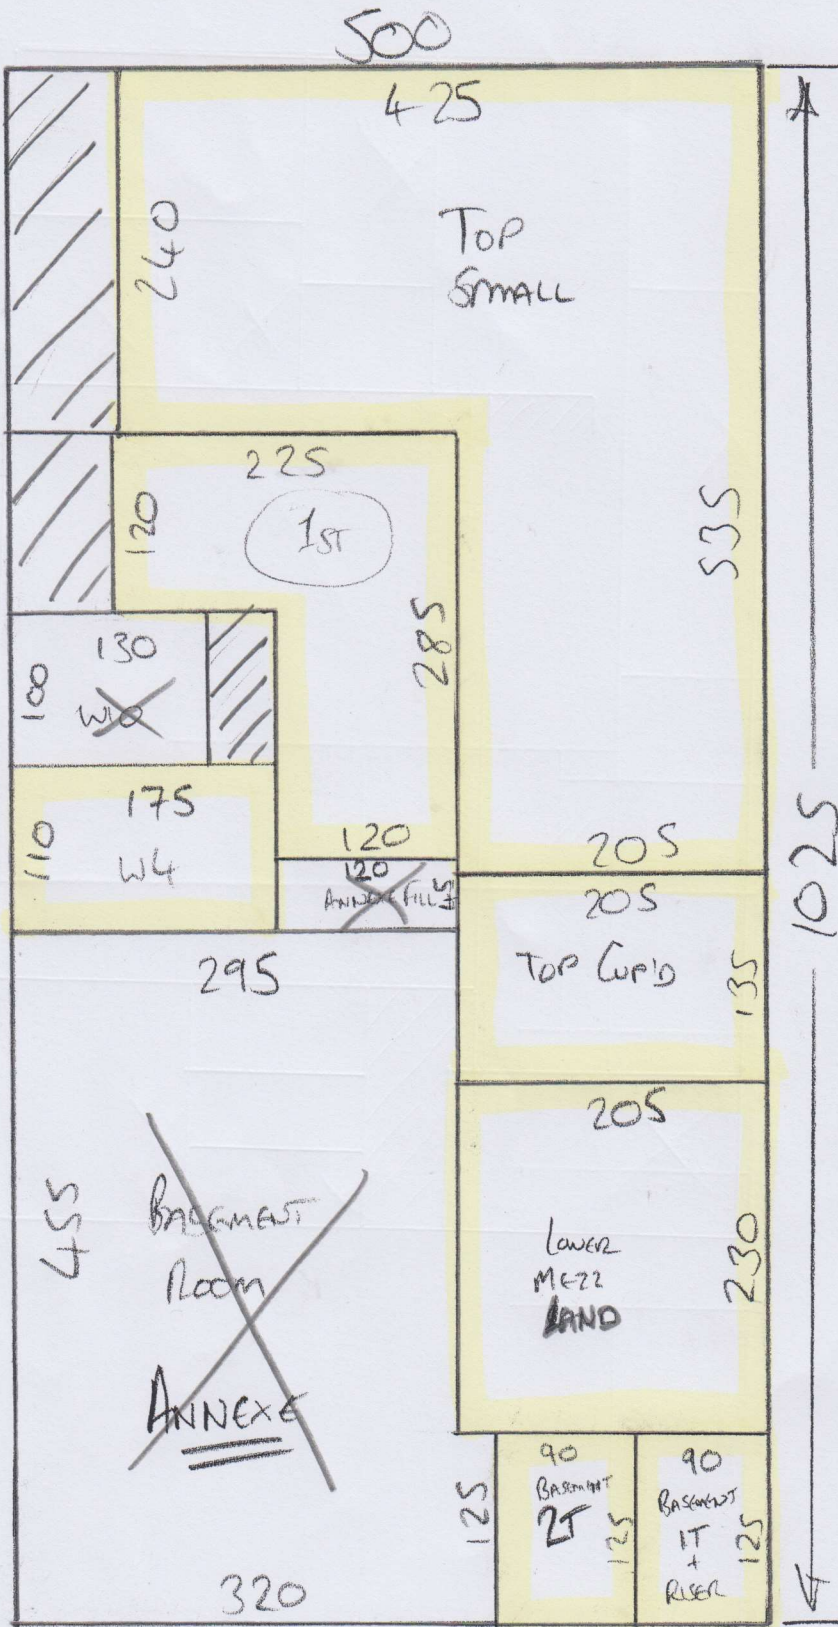 500
425
240
TOP
SMALL
535
205
225
120
1ST
285
120
130
100
W10
175
110
W4
120
ANNEXE FILL
205
TOP CUP'D
135
1025
295
455
BASEMENT
ROOM
ANNEXE
320
205
LOWER
MEZZ
LAND
230
125
90
BASEMENT
2T
125
90
BASEMENT
1T
+
RISER
125